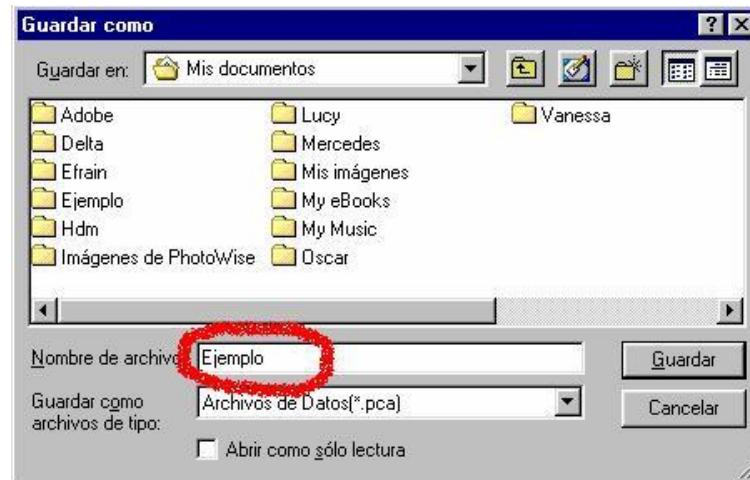 Guardar como
Guardar en: Mis documentos
Adobe Lucy Vanessa
Delta Mercedes
Efrain Mis imágenes
Ejemplo My eBooks
Hdm My Music
Imágenes de PhotoWise Oscar
Nombre de archivo Ejemplo Guardar
Guardar como Archivos de Datos(*.pca) Cancelar
archivos de tipo:
Abrir como sólo lectura